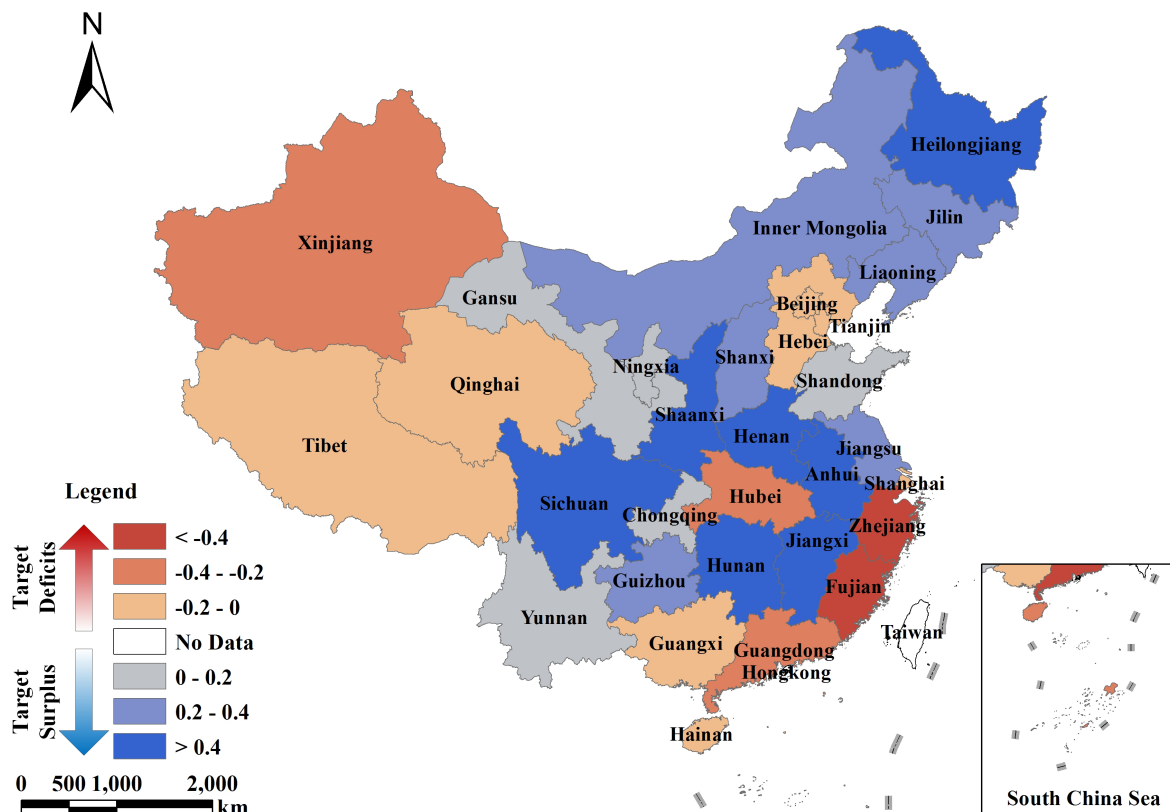 N
Heilongjiang
Jilin
Inner Mongolia
Xinjiang
Liaoning
Gansu
Beijing
Tianjin
Hebei
Shanxi
Ningxia
Shandong
Qinghai
Shaanxi
Henan
Tibet
Jiangsu
Anhui
Shanghai
Hubei
Sichuan
Chongqing
Zhejiang
Jiangxi
Hunan
Guizhou
Fujian
Yunnan
Taiwan
Guangxi
Guangdong
Hongkong
Hainan
Legend
Target
Deficits
< -0.4
-0.4 - -0.2
-0.2 - 0
No Data
Target
Surplus
0 - 0.2
0.2 - 0.4
> 0.4
0 500 1,000 2,000
km
South China Sea